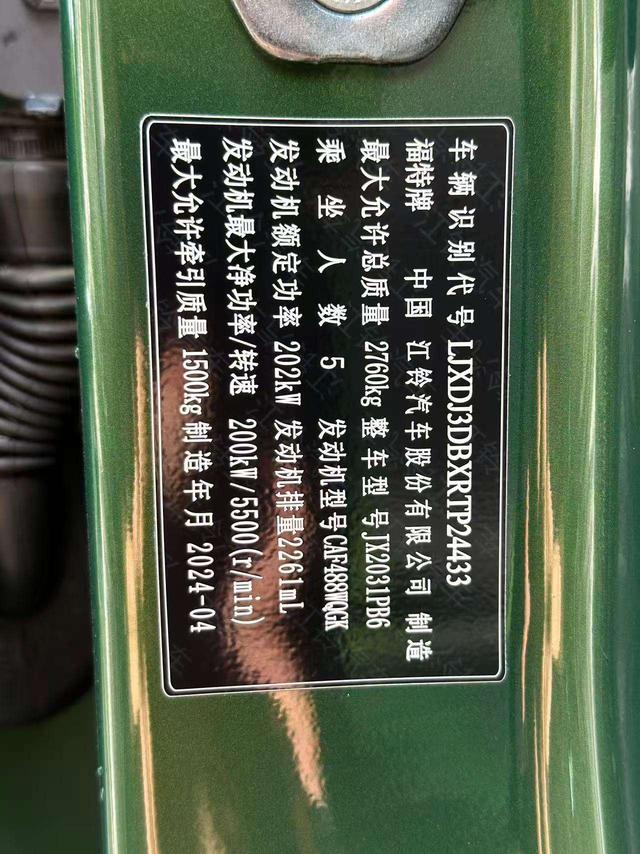 车辆识别代号 LJXDJ3DBXRTP24433
福特牌 中国 江铃汽车股份有限公司 制造
最大允许总质量 2760kg 整车型号 JX2031PB6
乘坐人数 5 发动机型号 CAF488WQGK
发动机额定功率 202kW 发动机排量 2261mL
发动机最大净功率/转速 200kW/5500(r/min)
最大允许牵引质量 1500kg 制造年月 2024-04